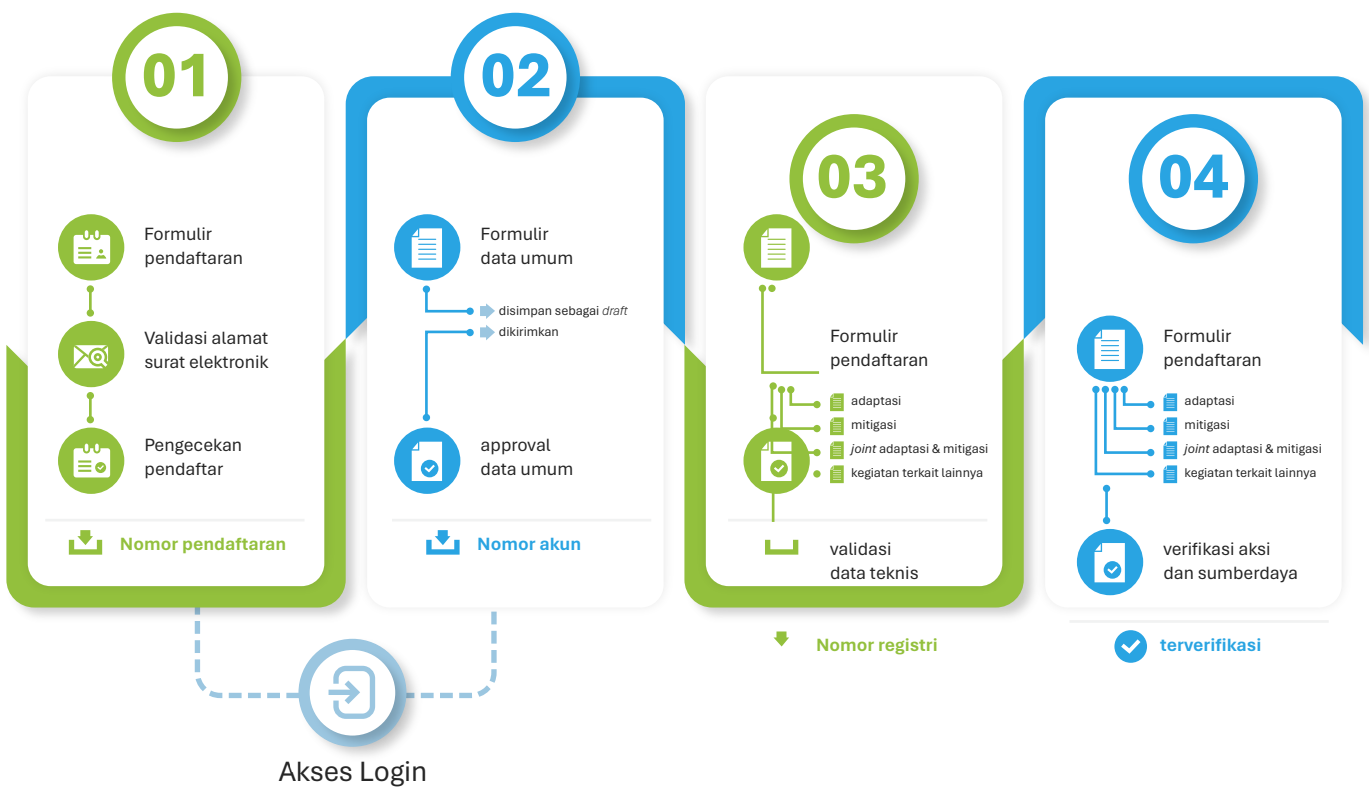 01
Formulir
pendaftaran
Validasi alamat
surat elektronik
Pengecekan
pendaftar
Nomor pendaftaran
02
Formulir
data umum
disimpan sebagai draft
dikirimkan
approval
data umum
Nomor akun
Akses Login
03
Formulir
pendaftaran
adaptasi
mitigasi
joint adaptasi & mitigasi
kegiatan terkait lainnya
validasi
data teknis
Nomor registri
04
Formulir
pendaftaran
adaptasi
mitigasi
joint adaptasi & mitigasi
kegiatan terkait lainnya
verifikasi aksi
dan sumberdaya
terverifikasi